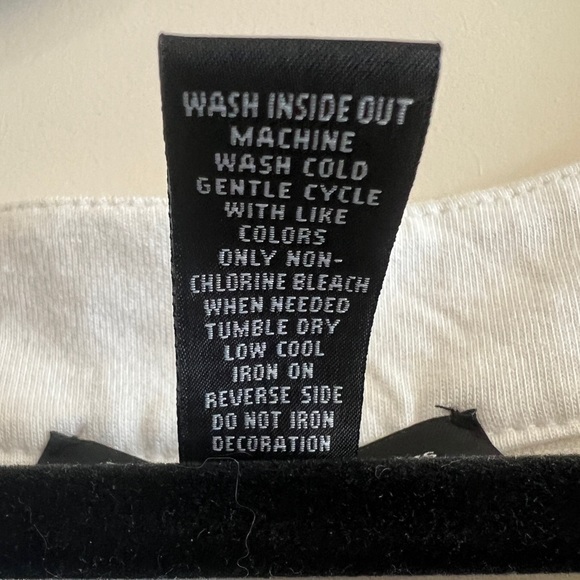 WASH INSIDE OUT
MACHINE
WASH COLD
GENTLE CYCLE
WITH LIKE
COLORS
ONLY NON-
CHLORINE BLEACH
WHEN NEEDED
TUMBLE DRY
LOW COOL
IRON ON
REVERSE SIDE
DO NOT IRON
DECORATION